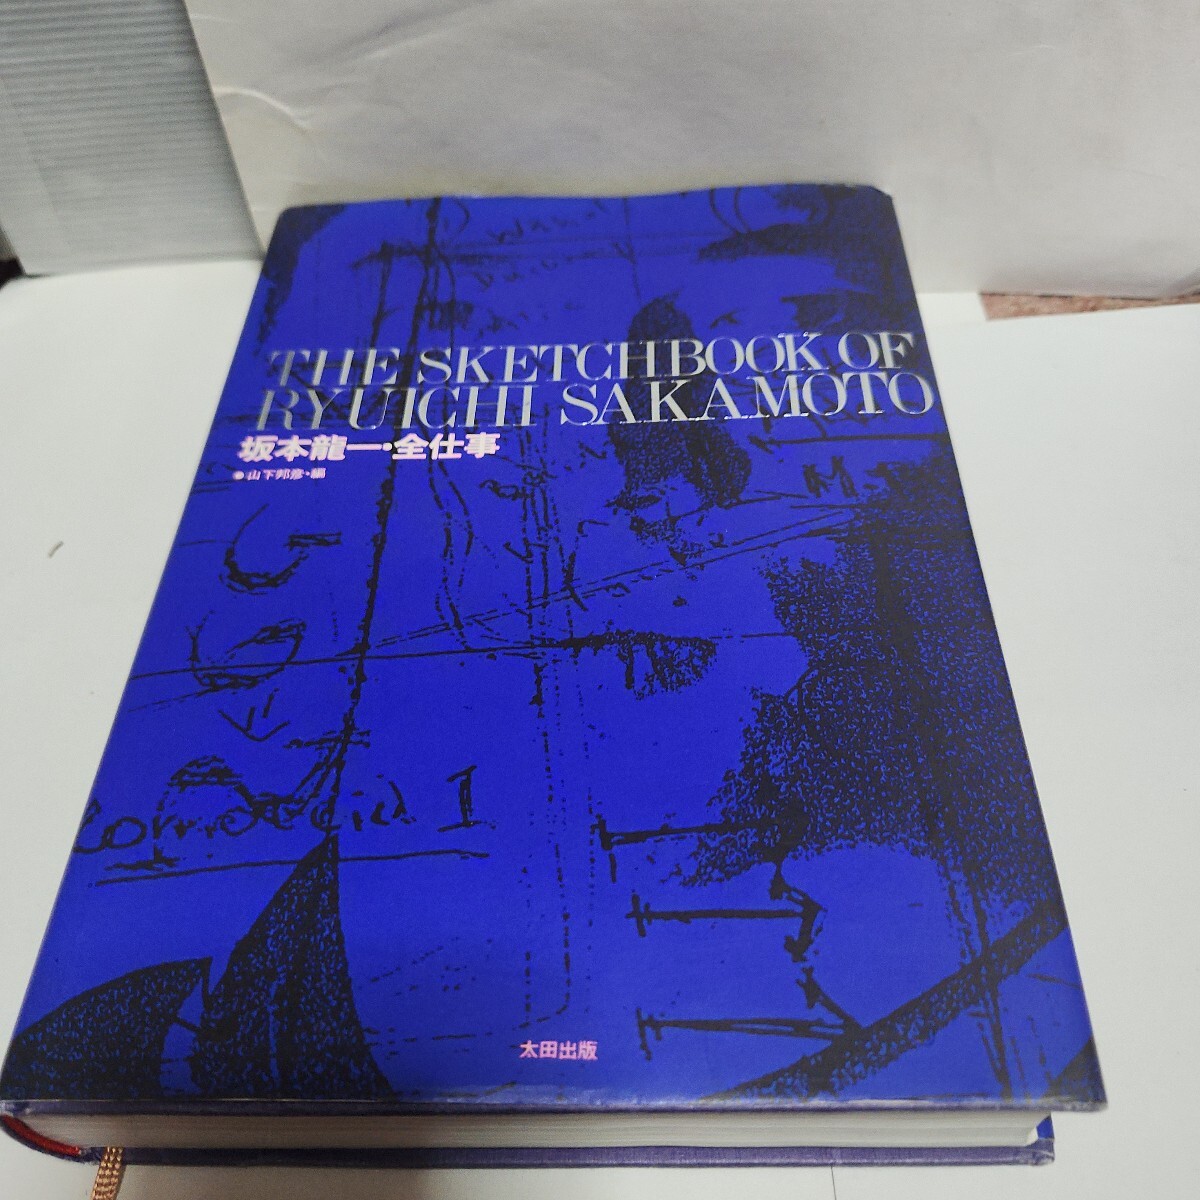 THE SKETCHBOOK OF
RYUICHI SAKAMOTO
坂本龍一・全仕事
●山下邦彦・編
M
Commercial I
太田出版